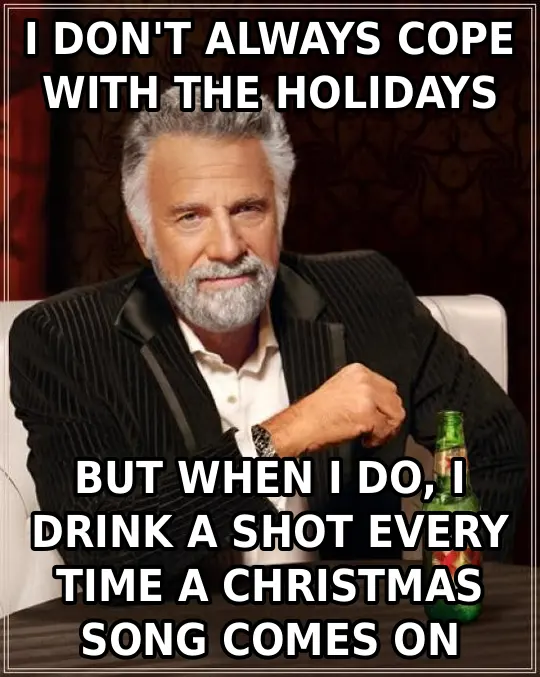 I DON'T ALWAYS COPE
WITH THE HOLIDAYS
BUT WHEN I DO, I
DRINK A SHOT EVERY
TIME A CHRISTMAS
SONG COMES ON